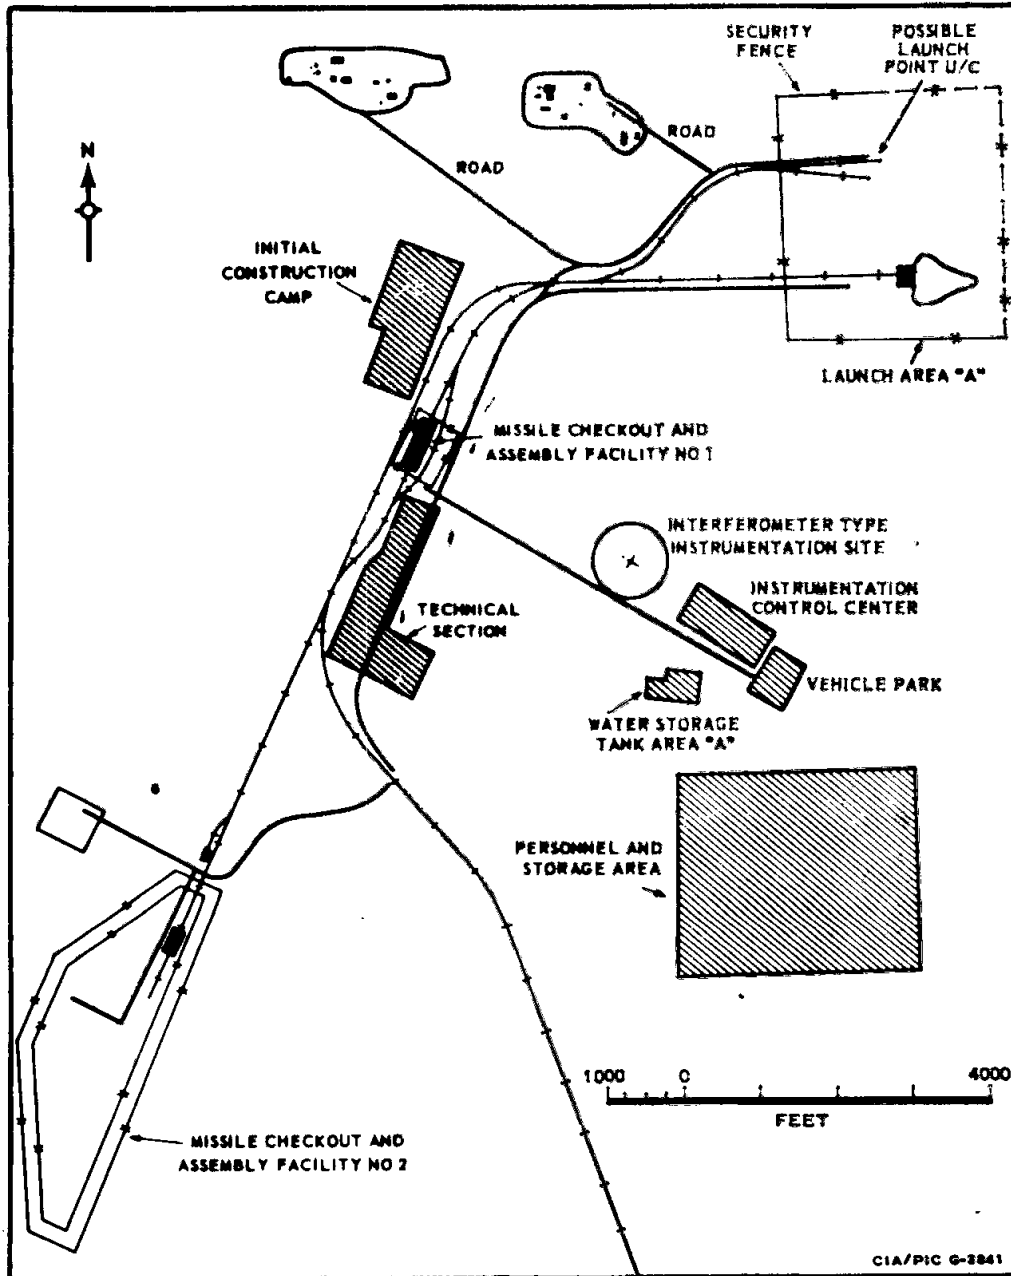 SECURITY
FENCE
POSSIBLE
LAUNCH
POINT U/C
ROAD
ROAD
N
INITIAL
CONSTRUCTION
CAMP
LAUNCH AREA "A"
MISSILE CHECKOUT AND
ASSEMBLY FACILITY NO 1
INTERFEROMETER TYPE
INSTRUMENTATION SITE
INSTRUMENTATION
CONTROL CENTER
TECHNICAL
SECTION
VEHICLE PARK
WATER STORAGE
TANK AREA "A"
PERSONNEL AND
STORAGE AREA
1000 0 4000
FEET
MISSILE CHECKOUT AND
ASSEMBLY FACILITY NO 2
CIA/PIC G-3841